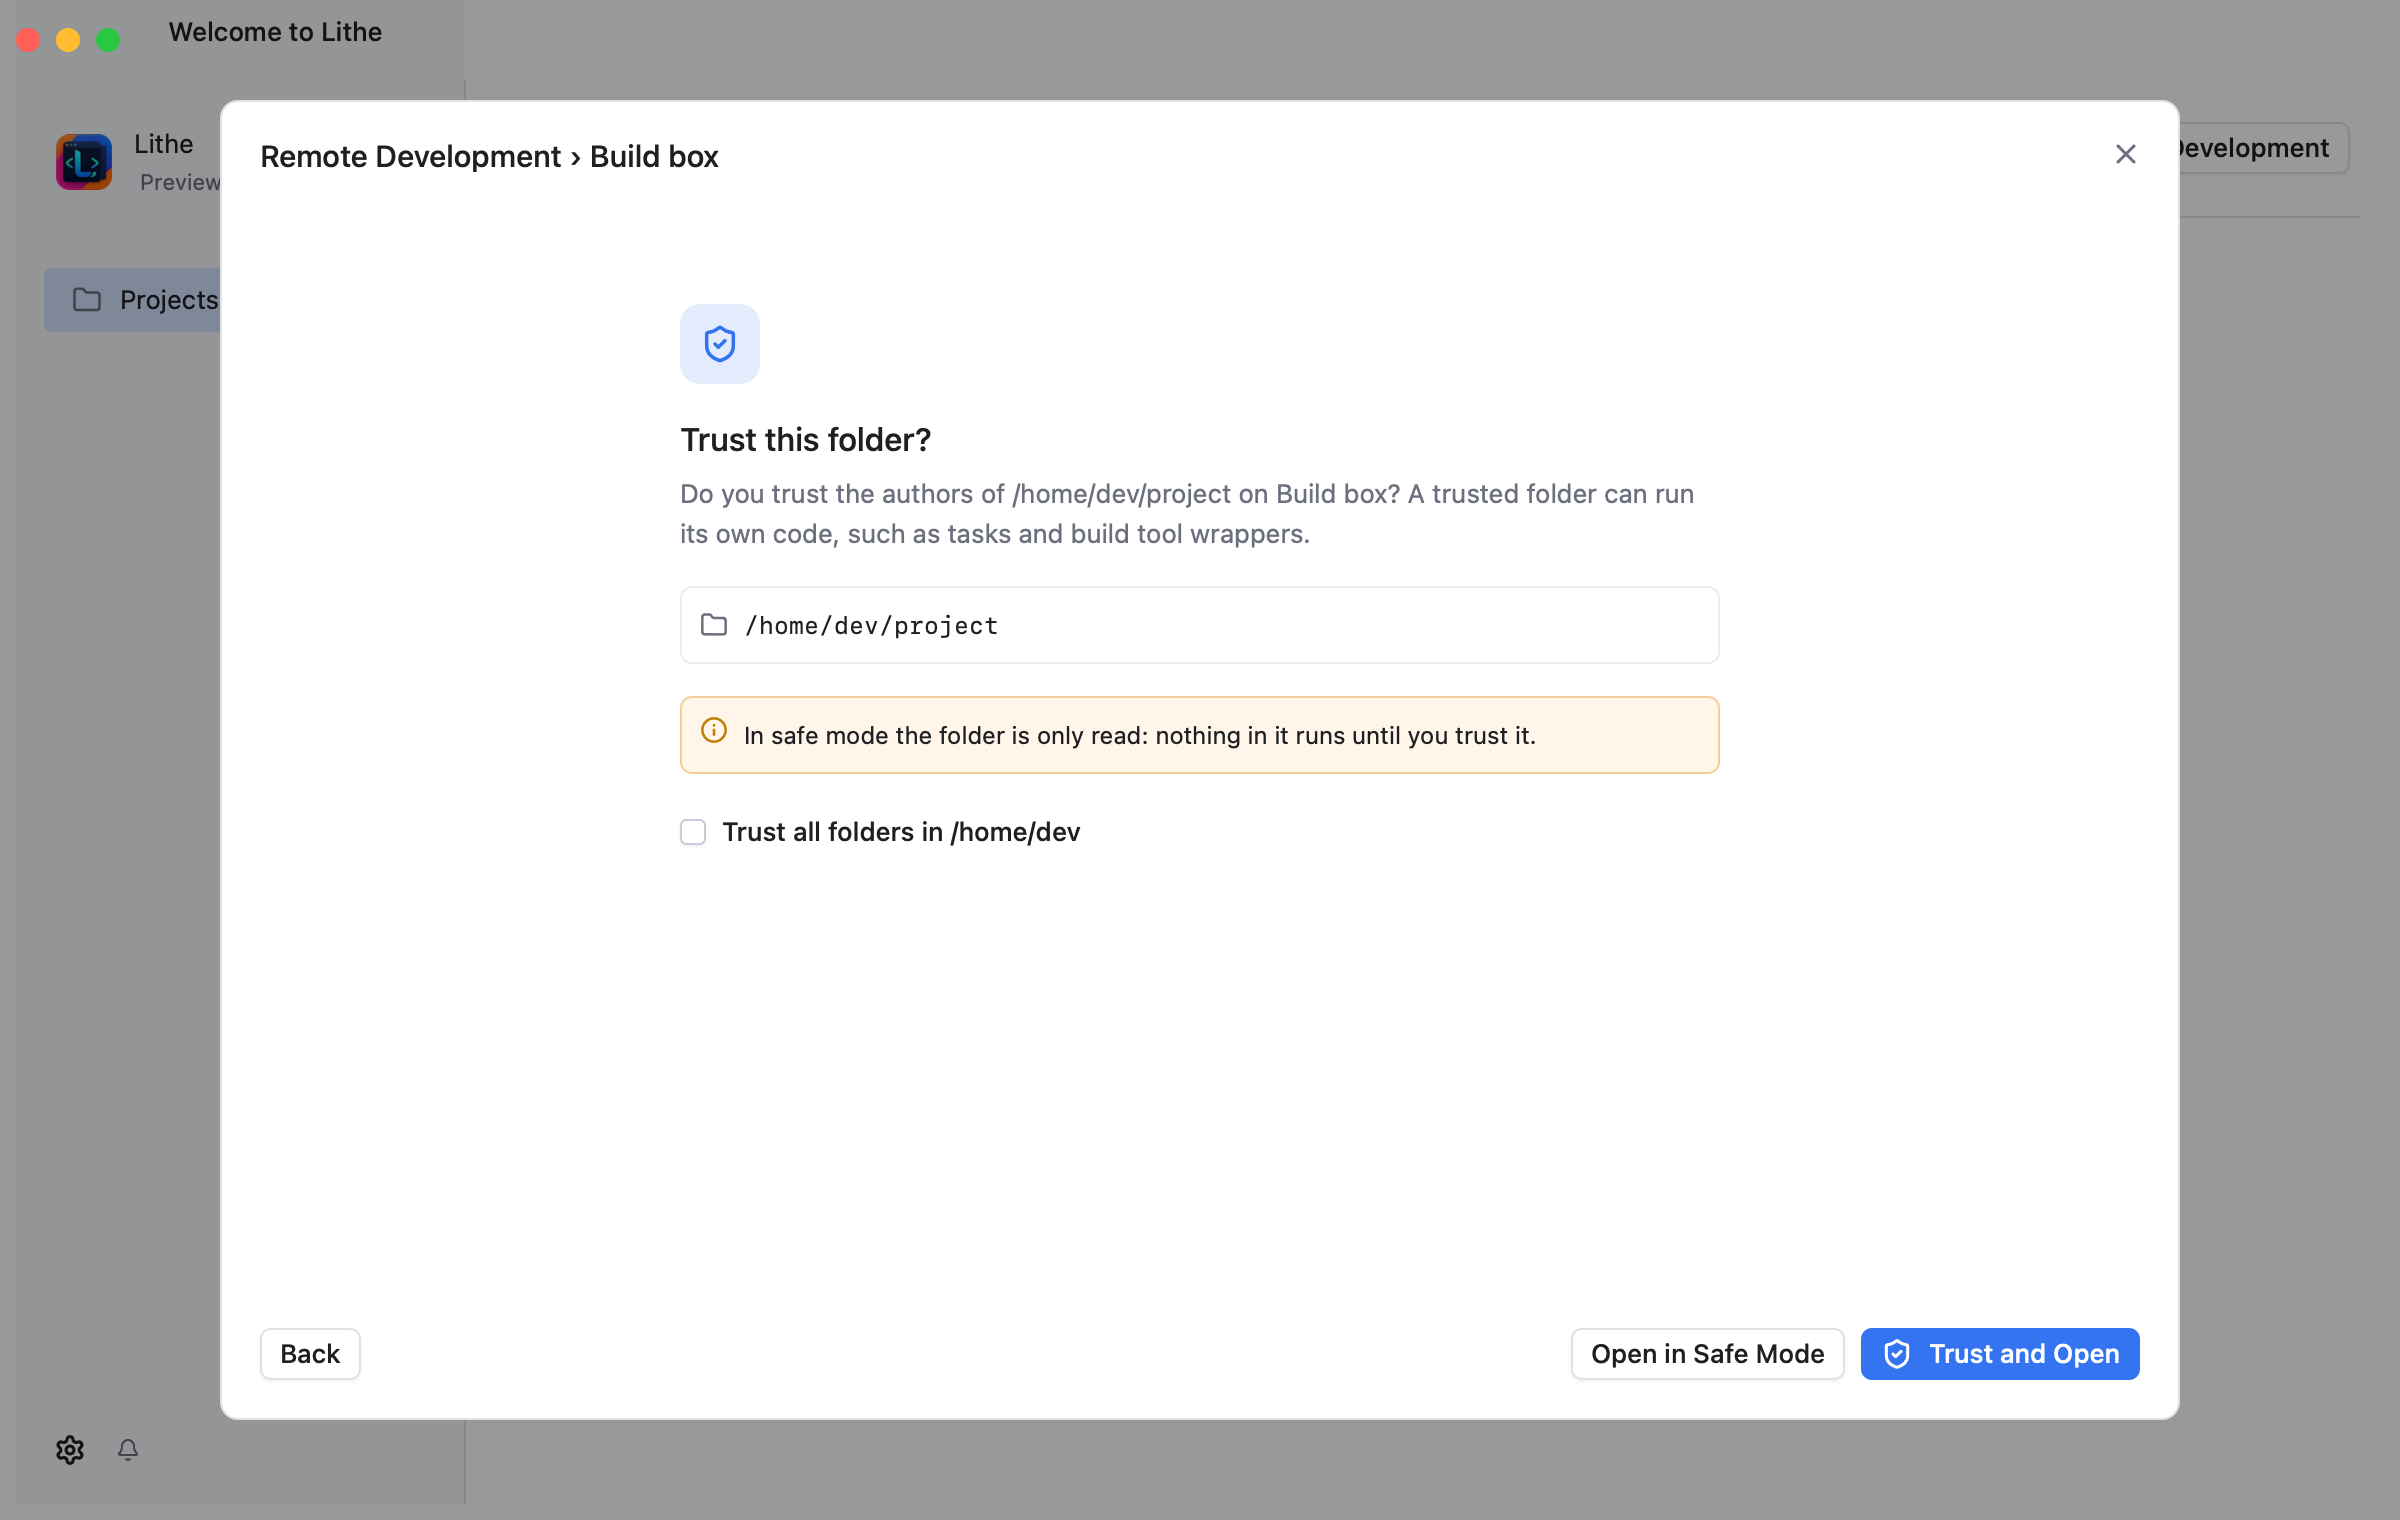 Welcome to Lithe
Lithe
Preview
Projects
Development
Remote Development › Build box
Trust this folder?
Do you trust the authors of /home/dev/project on Build box? A trusted folder can run
its own code, such as tasks and build tool wrappers.
/home/dev/project
In safe mode the folder is only read: nothing in it runs until you trust it.
Trust all folders in /home/dev
Back
Open in Safe Mode
Trust and Open